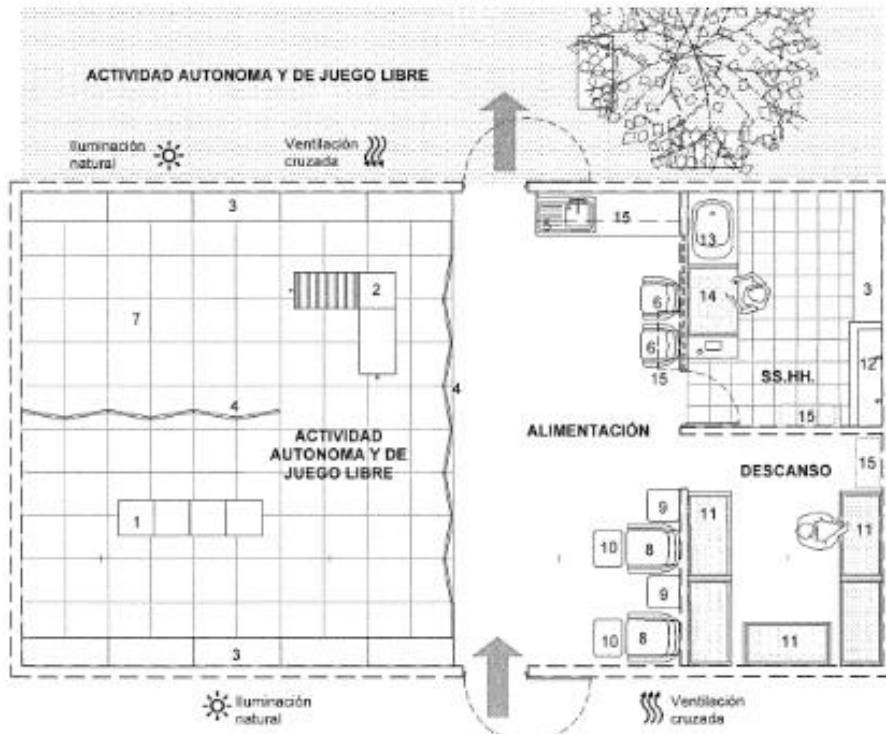 ACTIVIDAD AUTONOMA Y DE JUEGO LIBRE
Iluminación
natural
Ventilación
cruzada
3
5
15
13
2
6
14
3
7
6
15
12
SS.HH.
15
4
4
ACTIVIDAD
AUTONOMA Y DE
JUEGO LIBRE
ALIMENTACIÓN
DESCANSO
15
1
9
11
11
10
8
9
10
8
11
3
Iluminación
natural
Ventilación
cruzada